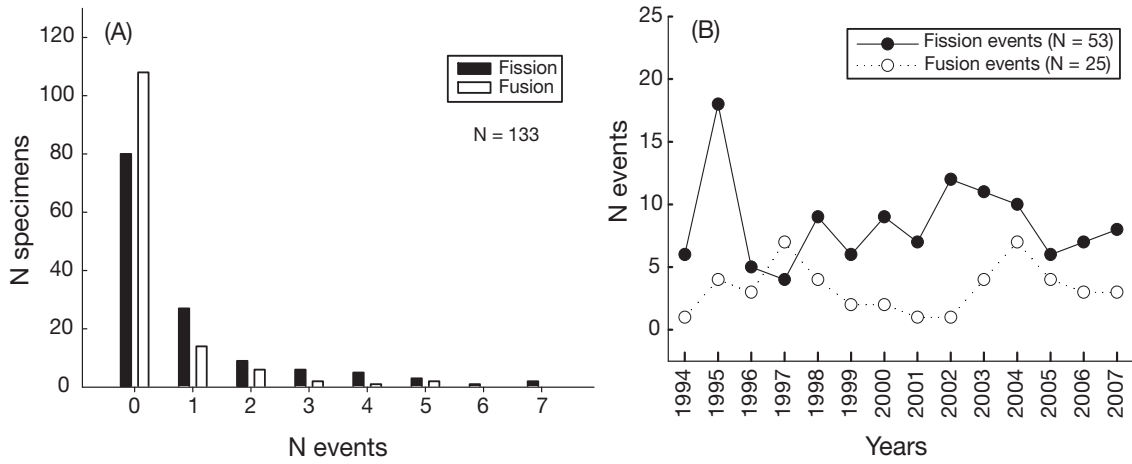 (A)
Fission
Fusion
N = 133
120
100
80
60
40
20
0
N specimens
0 1 2 3 4 5 6 7
N events
(B)
Fission events (N = 53)
Fusion events (N = 25)
25
20
15
10
5
0
N events
1994 1995 1996 1997 1998 1999 2000 2001 2002 2003 2004 2005 2006 2007
Years